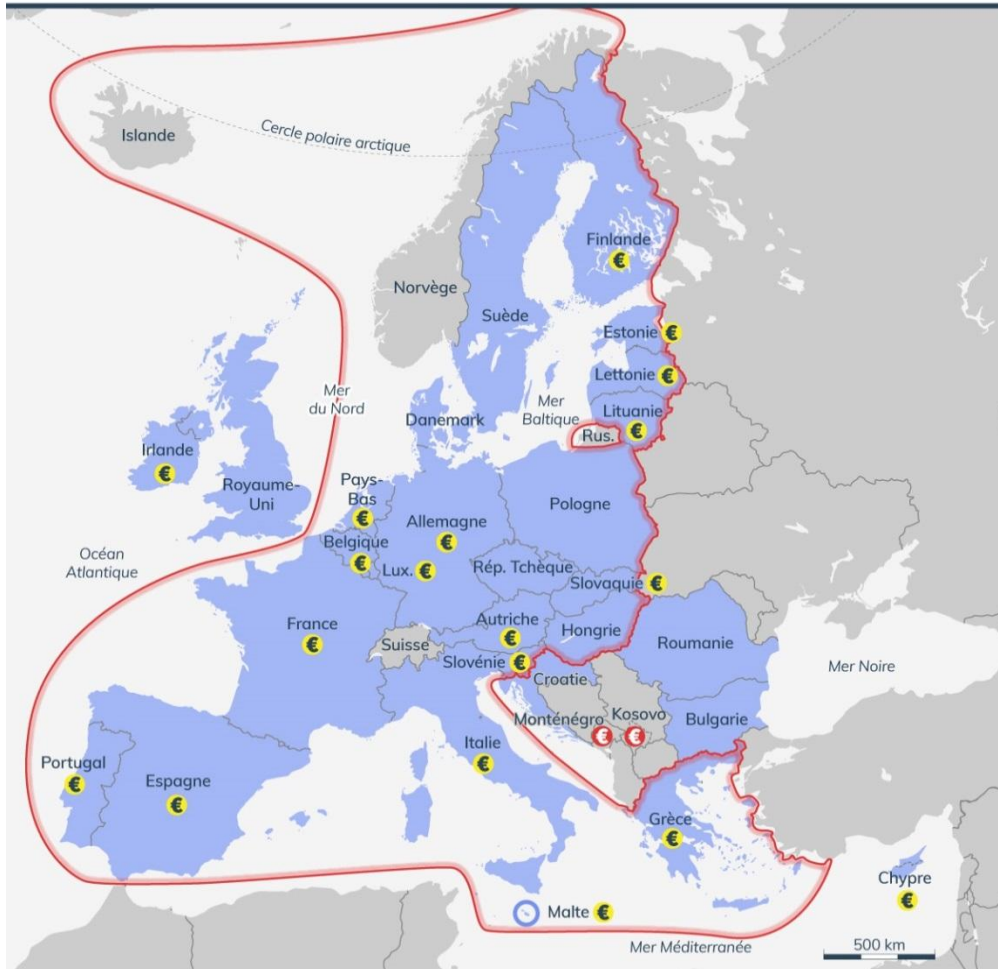 Islande
Cercle polaire arctique
Finlande
€
Norvège
Suède
Estonie €
Lettonie €
Mer
du Nord
Mer
Baltique
Lituanie
€
Danemark
Rus.
Irlande
€
Royaume-
Uni
Pays-
Bas
€
Pologne
Allemagne
€
Belgique
€
Océan
Atlantique
Lux. €
Rép. Tchèque
Slovaquie €
France
€
Autriche
€
Hongrie
Suisse
Roumanie
Slovénie €
Mer Noire
Croatie
Monténégro
€
Kosovo
€
Bulgarie
Italie
€
Portugal
€
Espagne
€
Grèce
€
Chypre
€
Malte €
Mer Méditerranée
500 km